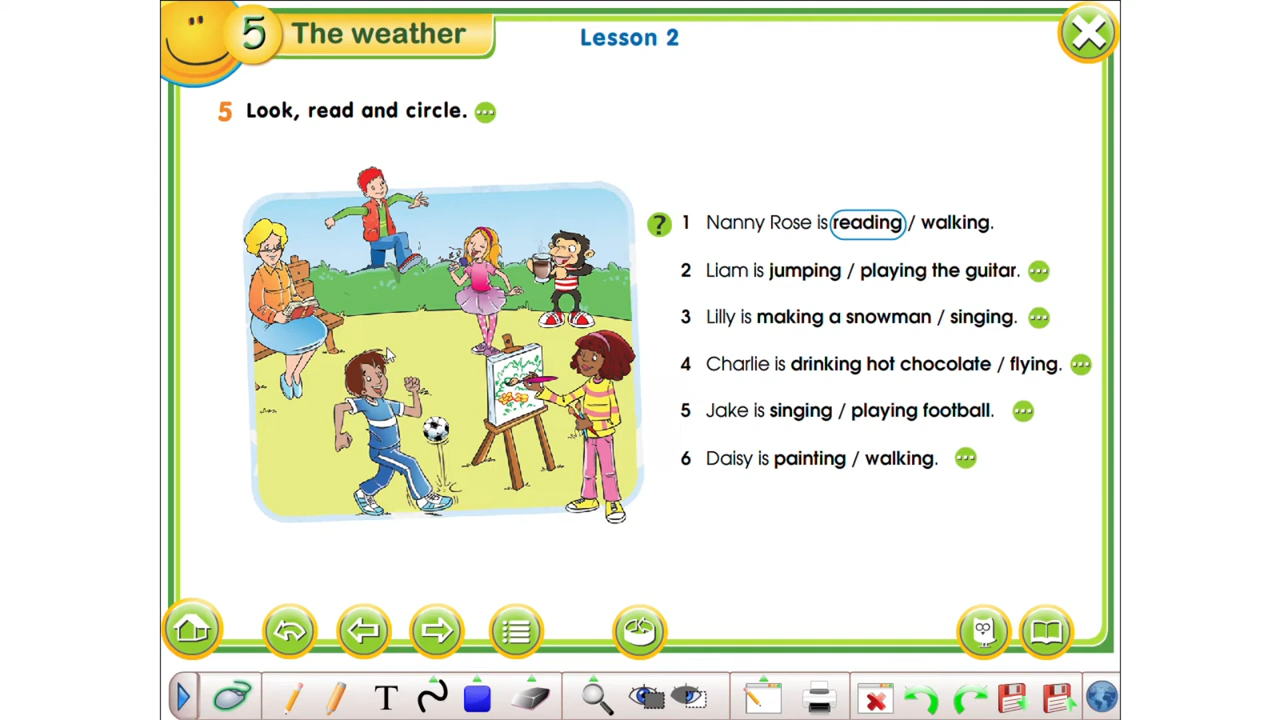 5 The weather
Lesson 2
5 Look, read and circle.
? 1 Nanny Rose is reading / walking.
2 Liam is jumping / playing the guitar.
3 Lilly is making a snowman / singing.
4 Charlie is drinking hot chocolate / flying.
5 Jake is singing / playing football.
6 Daisy is painting / walking.
T